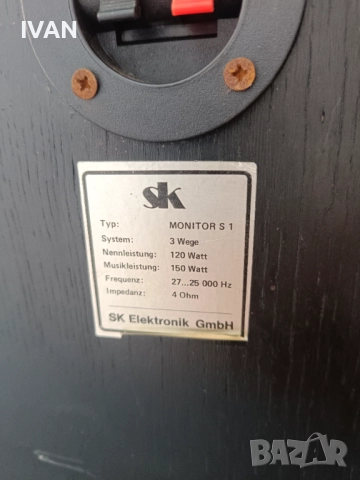 IVAN
sk
Typ: MONITOR S 1
System: 3 Wege
Nennleistung: 120 Watt
Musikleistung: 150 Watt
Frequenz: 27...25 000 Hz
Impedanz: 4 Ohm
SK Elektronik GmbH
BAZAR